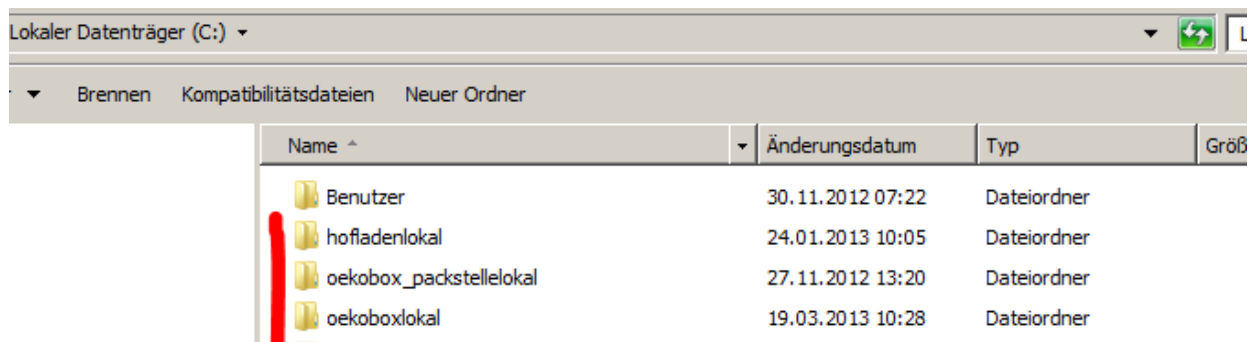 Lokaler Datenträger (C:)
Brennen Kompatibilitätsdateien Neuer Ordner
Name Änderungsdatum Typ Größ
Benutzer 30.11.2012 07:22 Dateiordner
hofladenlokal 24.01.2013 10:05 Dateiordner
oekobox_packstellelokal 27.11.2012 13:20 Dateiordner
oekoboxlokal 19.03.2013 10:28 Dateiordner